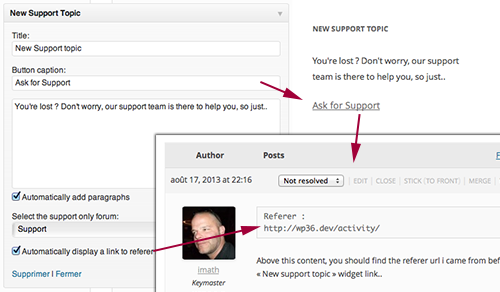 New Support Topic
Title:
New Support topic
Button caption:
Ask for Support
You're lost ? Don't worry, our support team is there to help you, so just..
Automatically add paragraphs
Select the support only forum:
Support
Automatically display a link to referer
Supprimer | Fermer
NEW SUPPORT TOPIC
You're lost ? Don't worry, our support
team is there to help you, so just..
Ask for Support
Author Posts
août 17, 2013 at 22:16 Not resolved | EDIT | CLOSE | STICK (TO FRONT) | MERGE |
Referer :
http://wp36.dev/activity/
imath
Keymaster
Above this content, you should find the referer url i came from bef
« New support topic » widget link..